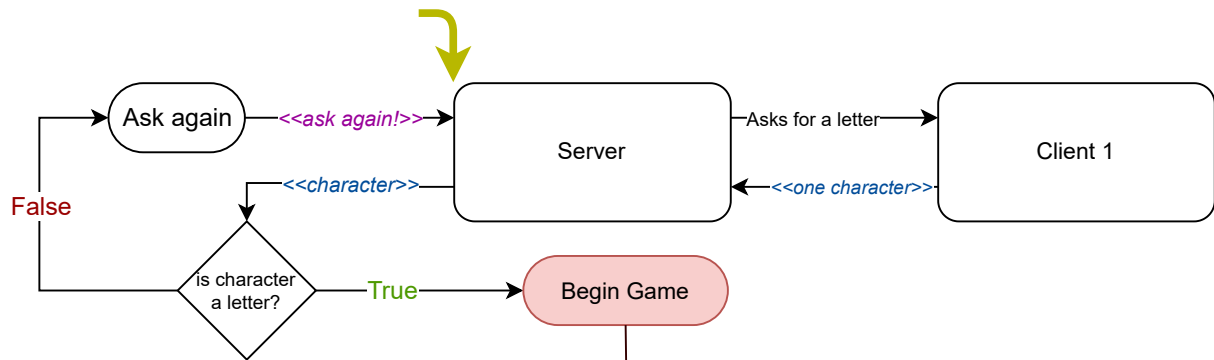 Ask again
<<ask again!>>
Server
Asks for a letter
Client 1
<<character>>
<<one character>>
False
is character
a letter?
True
Begin Game